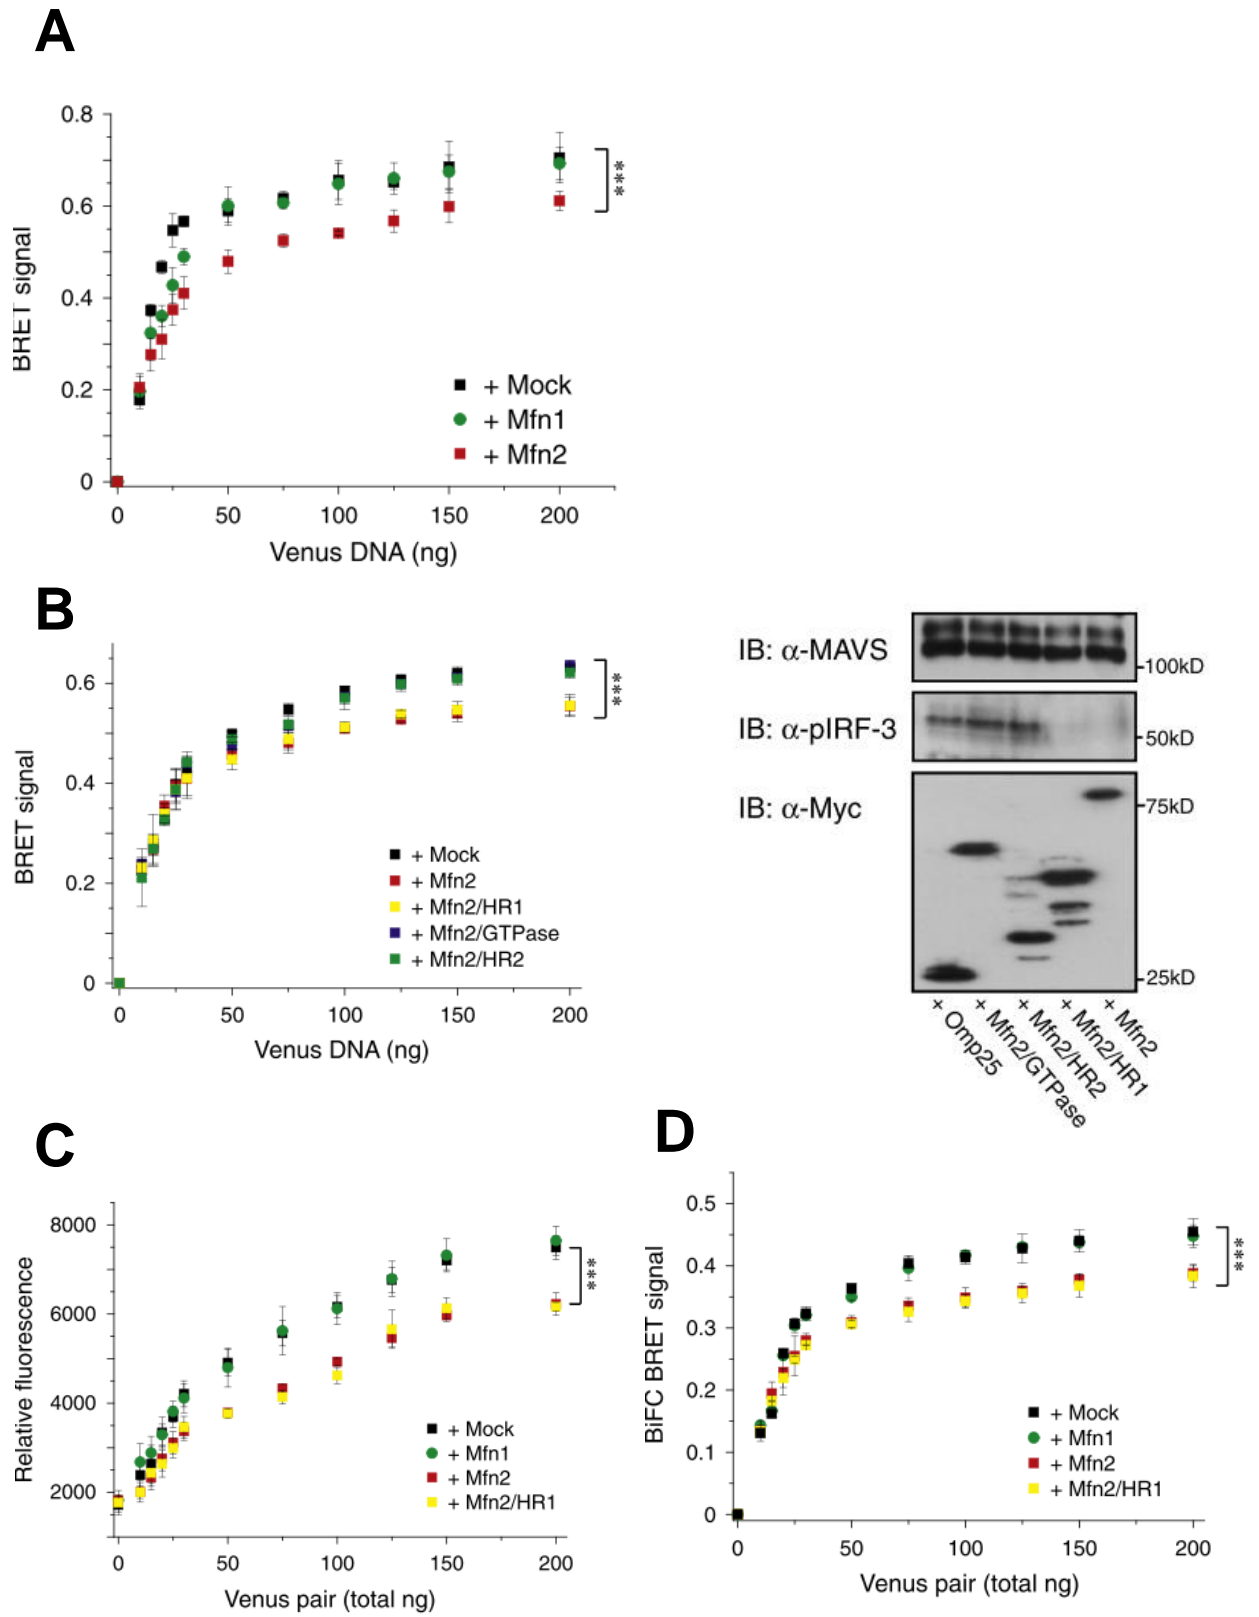 A
0.8
0.6
0.4
0.2
0
BRET signal
***
+ Mock
+ Mfn1
+ Mfn2
0 50 100 150 200
Venus DNA (ng)
B
0.6
0.4
0.2
0
BRET signal
***
+ Mock
+ Mfn2
+ Mfn2/HR1
+ Mfn2/GTPase
+ Mfn2/HR2
0 50 100 150 200
Venus DNA (ng)
IB: α-MAVS
100kD
IB: α-pIRF-3
50kD
IB: α-Myc
75kD
25kD
+ Omp25
+ Mfn2/GTPase
+ Mfn2/HR2
+ Mfn2/HR1
+ Mfn2
C
8000
6000
4000
2000
Relative fluorescence
***
+ Mock
+ Mfn1
+ Mfn2
+ Mfn2/HR1
0 50 100 150 200
Venus pair (total ng)
D
0.5
0.4
0.3
0.2
0.1
0
BiFC BRET signal
***
+ Mock
+ Mfn1
+ Mfn2
+ Mfn2/HR1
0 50 100 150 200
Venus pair (total ng)